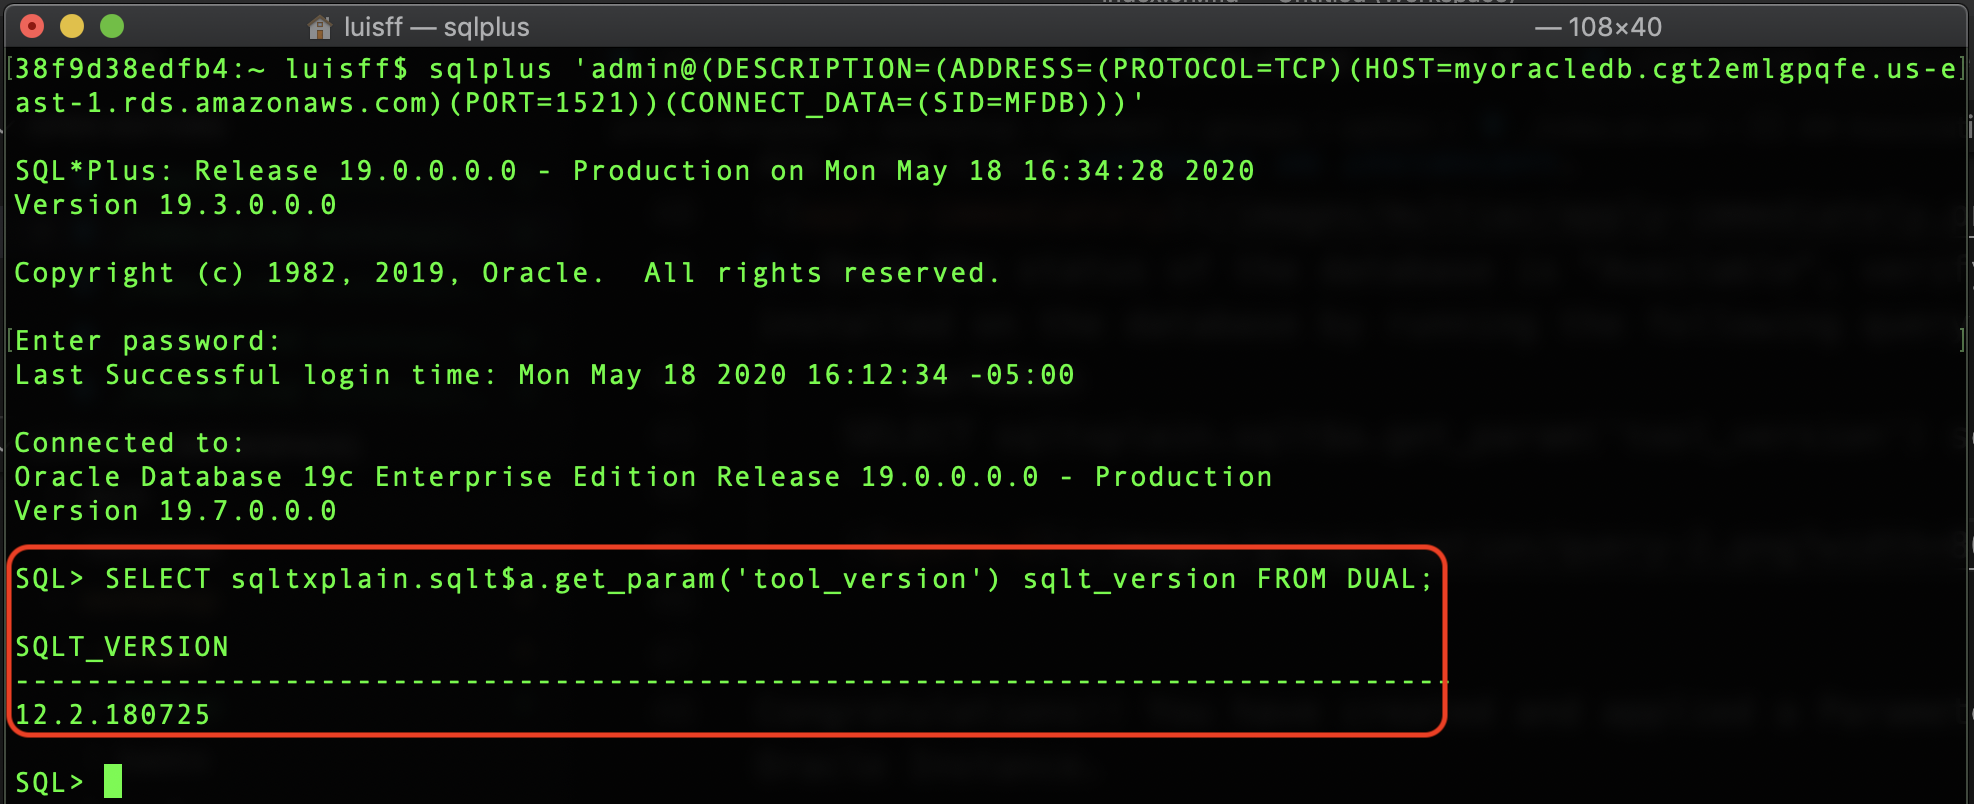 luisff — sqlplus — 108×40
[38f9d38edfb4:~ luisff$ sqlplus 'admin@(DESCRIPTION=(ADDRESS=(PROTOCOL=TCP)(HOST=myoracledb.cgt2emlgpqfe.us-e]
ast-1.rds.amazonaws.com)(PORT=1521))(CONNECT_DATA=(SID=MFDB)))'
SQL*Plus: Release 19.0.0.0.0 - Production on Mon May 18 16:34:28 2020
Version 19.3.0.0.0
Copyright (c) 1982, 2019, Oracle.  All rights reserved.
[Enter password: ]
Last Successful login time: Mon May 18 2020 16:12:34 -05:00
Connected to:
Oracle Database 19c Enterprise Edition Release 19.0.0.0.0 - Production
Version 19.7.0.0.0
SQL> SELECT sqltxplain.sqlt$a.get_param('tool_version') sqlt_version FROM DUAL;
SQLT_VERSION
--------------------------------------------------------------------------------
12.2.180725
SQL>